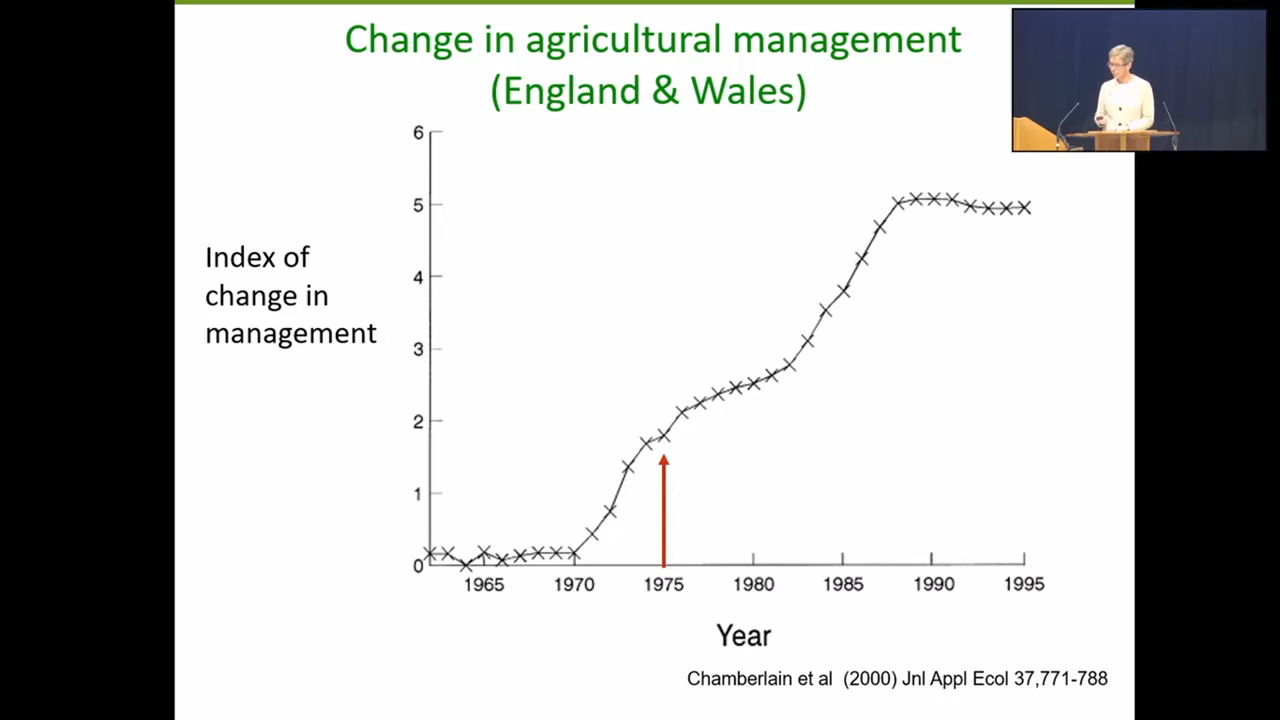 Change in agricultural management
(England & Wales)
6
5
4
3
2
1
0
Index of
change in
management
1965 1970 1975 1980 1985 1990 1995
Year
Chamberlain et al (2000) Jnl Appl Ecol 37,771-788